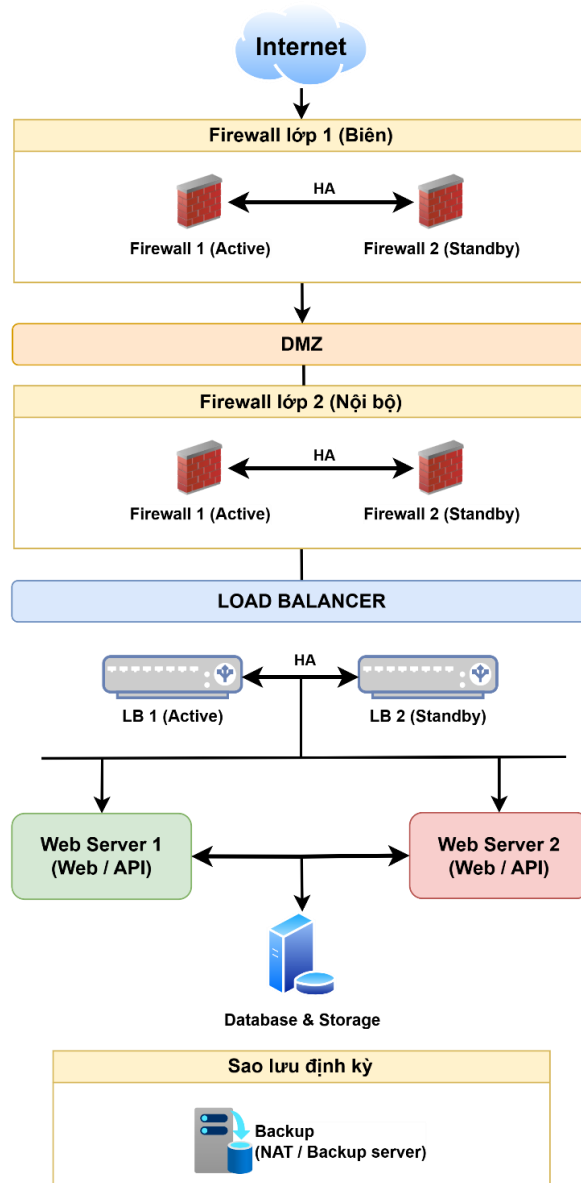 Internet
Firewall lớp 1 (Biên)
HA
Firewall 1 (Active)
Firewall 2 (Standby)
DMZ
Firewall lớp 2 (Nội bộ)
HA
Firewall 1 (Active)
Firewall 2 (Standby)
LOAD BALANCER
HA
LB 1 (Active)
LB 2 (Standby)
Web Server 1
(Web / API)
Web Server 2
(Web / API)
Database & Storage
Sao lưu định kỳ
Backup
(NAT / Backup server)